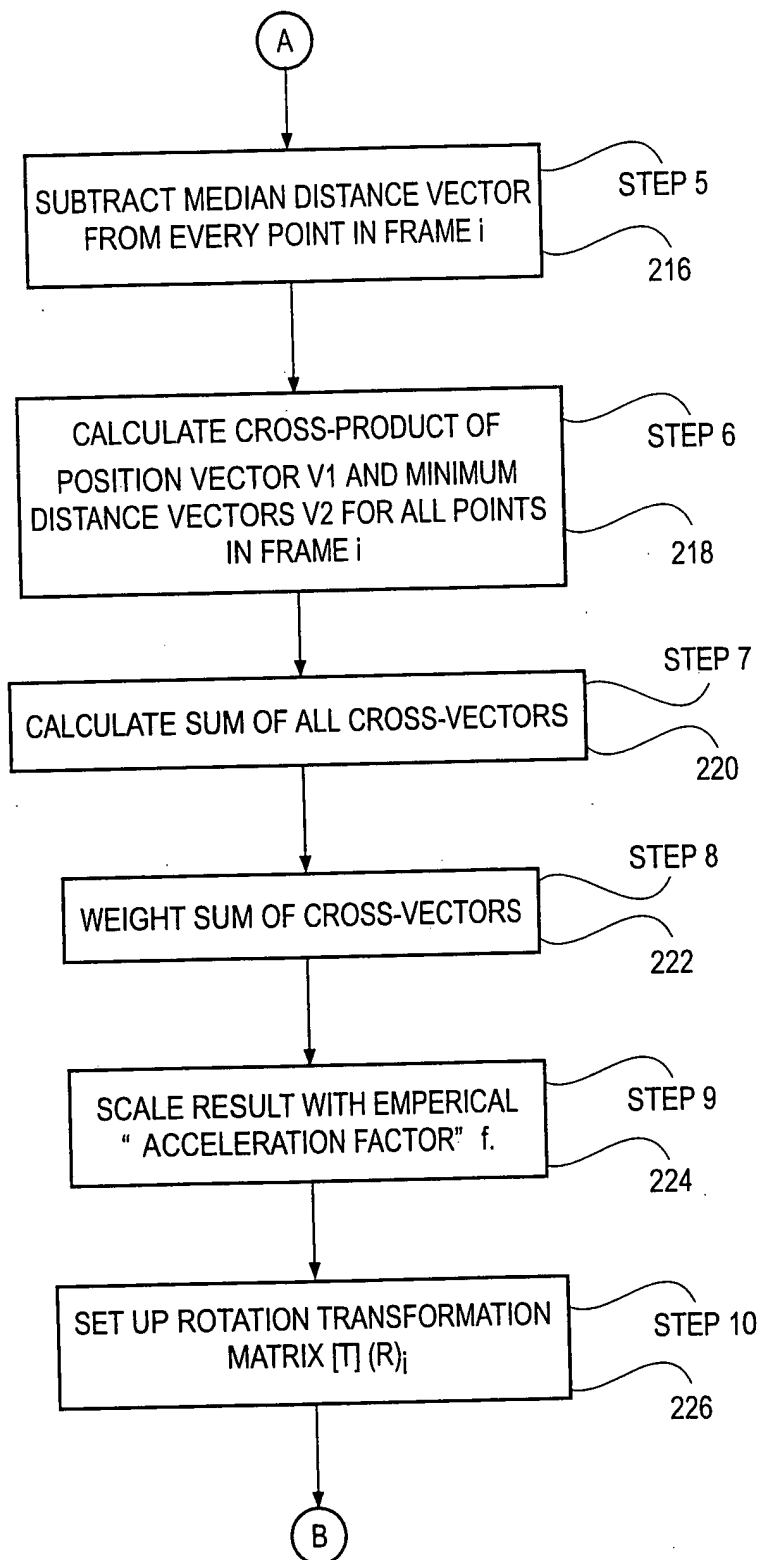 A
SUBTRACT MEDIAN DISTANCE VECTOR
FROM EVERY POINT IN FRAME i
STEP 5
216
CALCULATE CROSS-PRODUCT OF
POSITION VECTOR V1 AND MINIMUM
DISTANCE VECTORS V2 FOR ALL POINTS
IN FRAME i
STEP 6
218
CALCULATE SUM OF ALL CROSS-VECTORS
STEP 7
220
WEIGHT SUM OF CROSS-VECTORS
STEP 8
222
SCALE RESULT WITH EMPERICAL
“ ACCELERATION FACTOR” f.
STEP 9
224
SET UP ROTATION TRANSFORMATION
MATRIX [T] (R)i
STEP 10
226
B